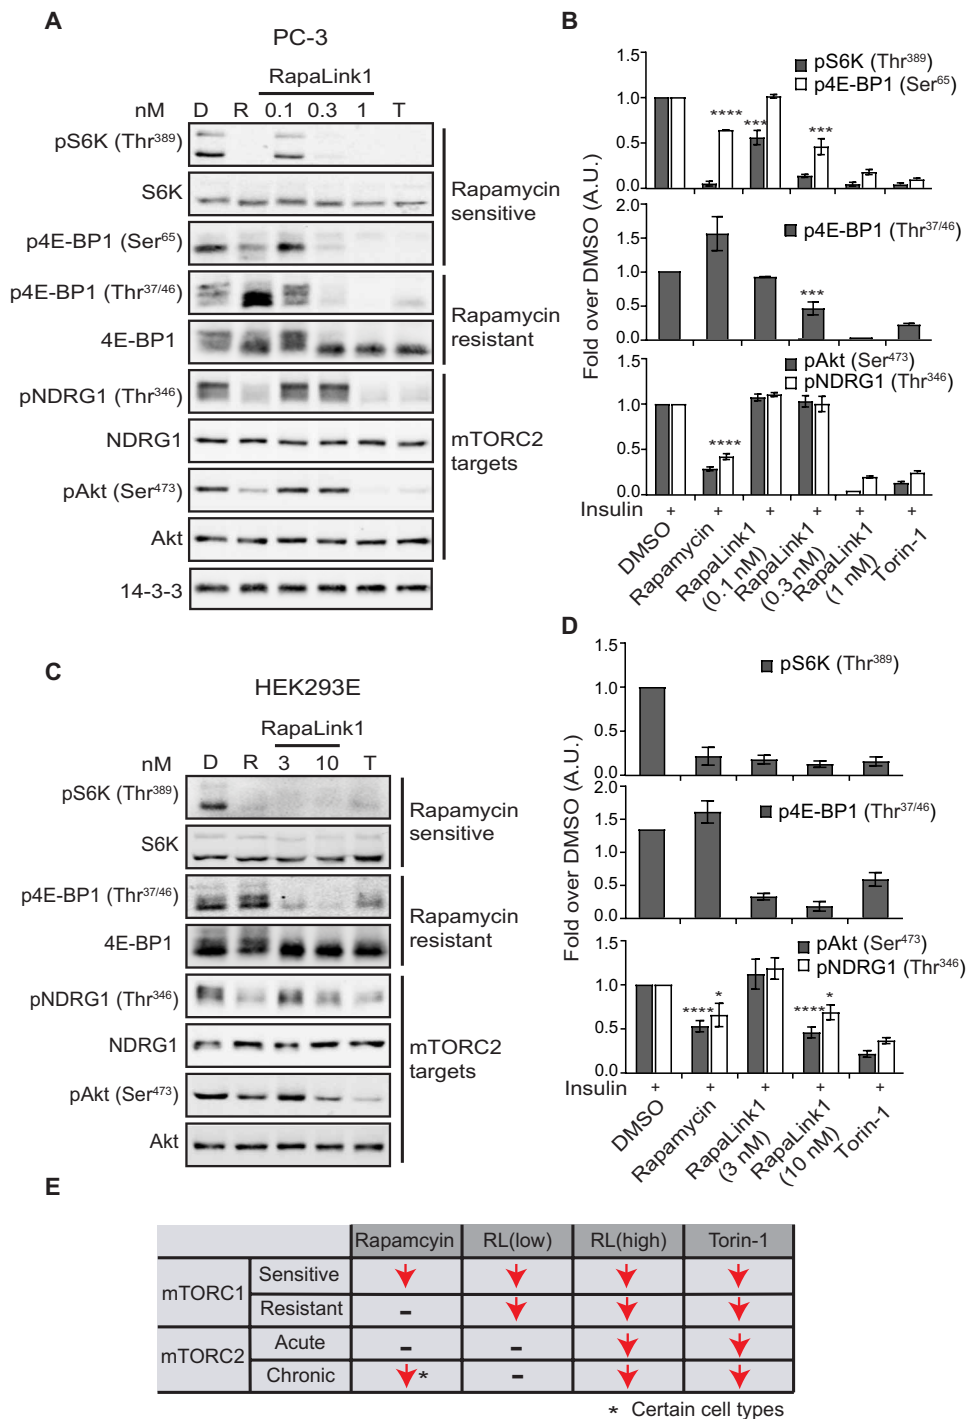 A
PC-3
RapaLink1
nM D R 0.1 0.3 1 T
pS6K (Thr³⁸⁹)
S6K
p4E-BP1 (Ser⁶⁵)
p4E-BP1 (Thr³⁷/⁴⁶)
4E-BP1
pNDRG1 (Thr³⁴⁶)
NDRG1
pAkt (Ser⁴⁷³)
Akt
14-3-3
Rapamycin
sensitive
Rapamycin
resistant
mTORC2
targets
B
Fold over DMSO (A.U.)
1.5
1.0
0.5
0.0
pS6K (Thr³⁸⁹)
p4E-BP1 (Ser⁶⁵)
**** *** ***
2.0
1.5
1.0
0.5
0.0
p4E-BP1 (Thr³⁷/⁴⁶)
***
1.5
1.0
0.5
0.0
pAkt (Ser⁴⁷³)
pNDRG1 (Thr³⁴⁶)
****
Insulin + + + + + +
DMSO
Rapamycin
RapaLink1
(0.1 nM)
RapaLink1
(0.3 nM)
RapaLink1
(1 nM)
Torin-1
C
HEK293E
RapaLink1
nM D R 3 10 T
pS6K (Thr³⁸⁹)
S6K
p4E-BP1 (Thr³⁷/⁴⁶)
4E-BP1
pNDRG1 (Thr³⁴⁶)
NDRG1
pAkt (Ser⁴⁷³)
Akt
Rapamycin
sensitive
Rapamycin
resistant
mTORC2
targets
D
Fold over DMSO (A.U.)
1.5
1.0
0.5
0.0
pS6K (Thr³⁸⁹)
2.0
1.5
1.0
0.5
0.0
p4E-BP1 (Thr³⁷/⁴⁶)
1.5
1.0
0.5
0.0
pAkt (Ser⁴⁷³)
pNDRG1 (Thr³⁴⁶)
**** * **** *
Insulin + + + + +
DMSO
Rapamycin
RapaLink1
(3 nM)
RapaLink1
(10 nM)
Torin-1
E
Rapamcyin RL(low) RL(high) Torin-1
mTORC1 Sensitive
Resistant -
mTORC2 Acute - -
Chronic * -
* Certain cell types